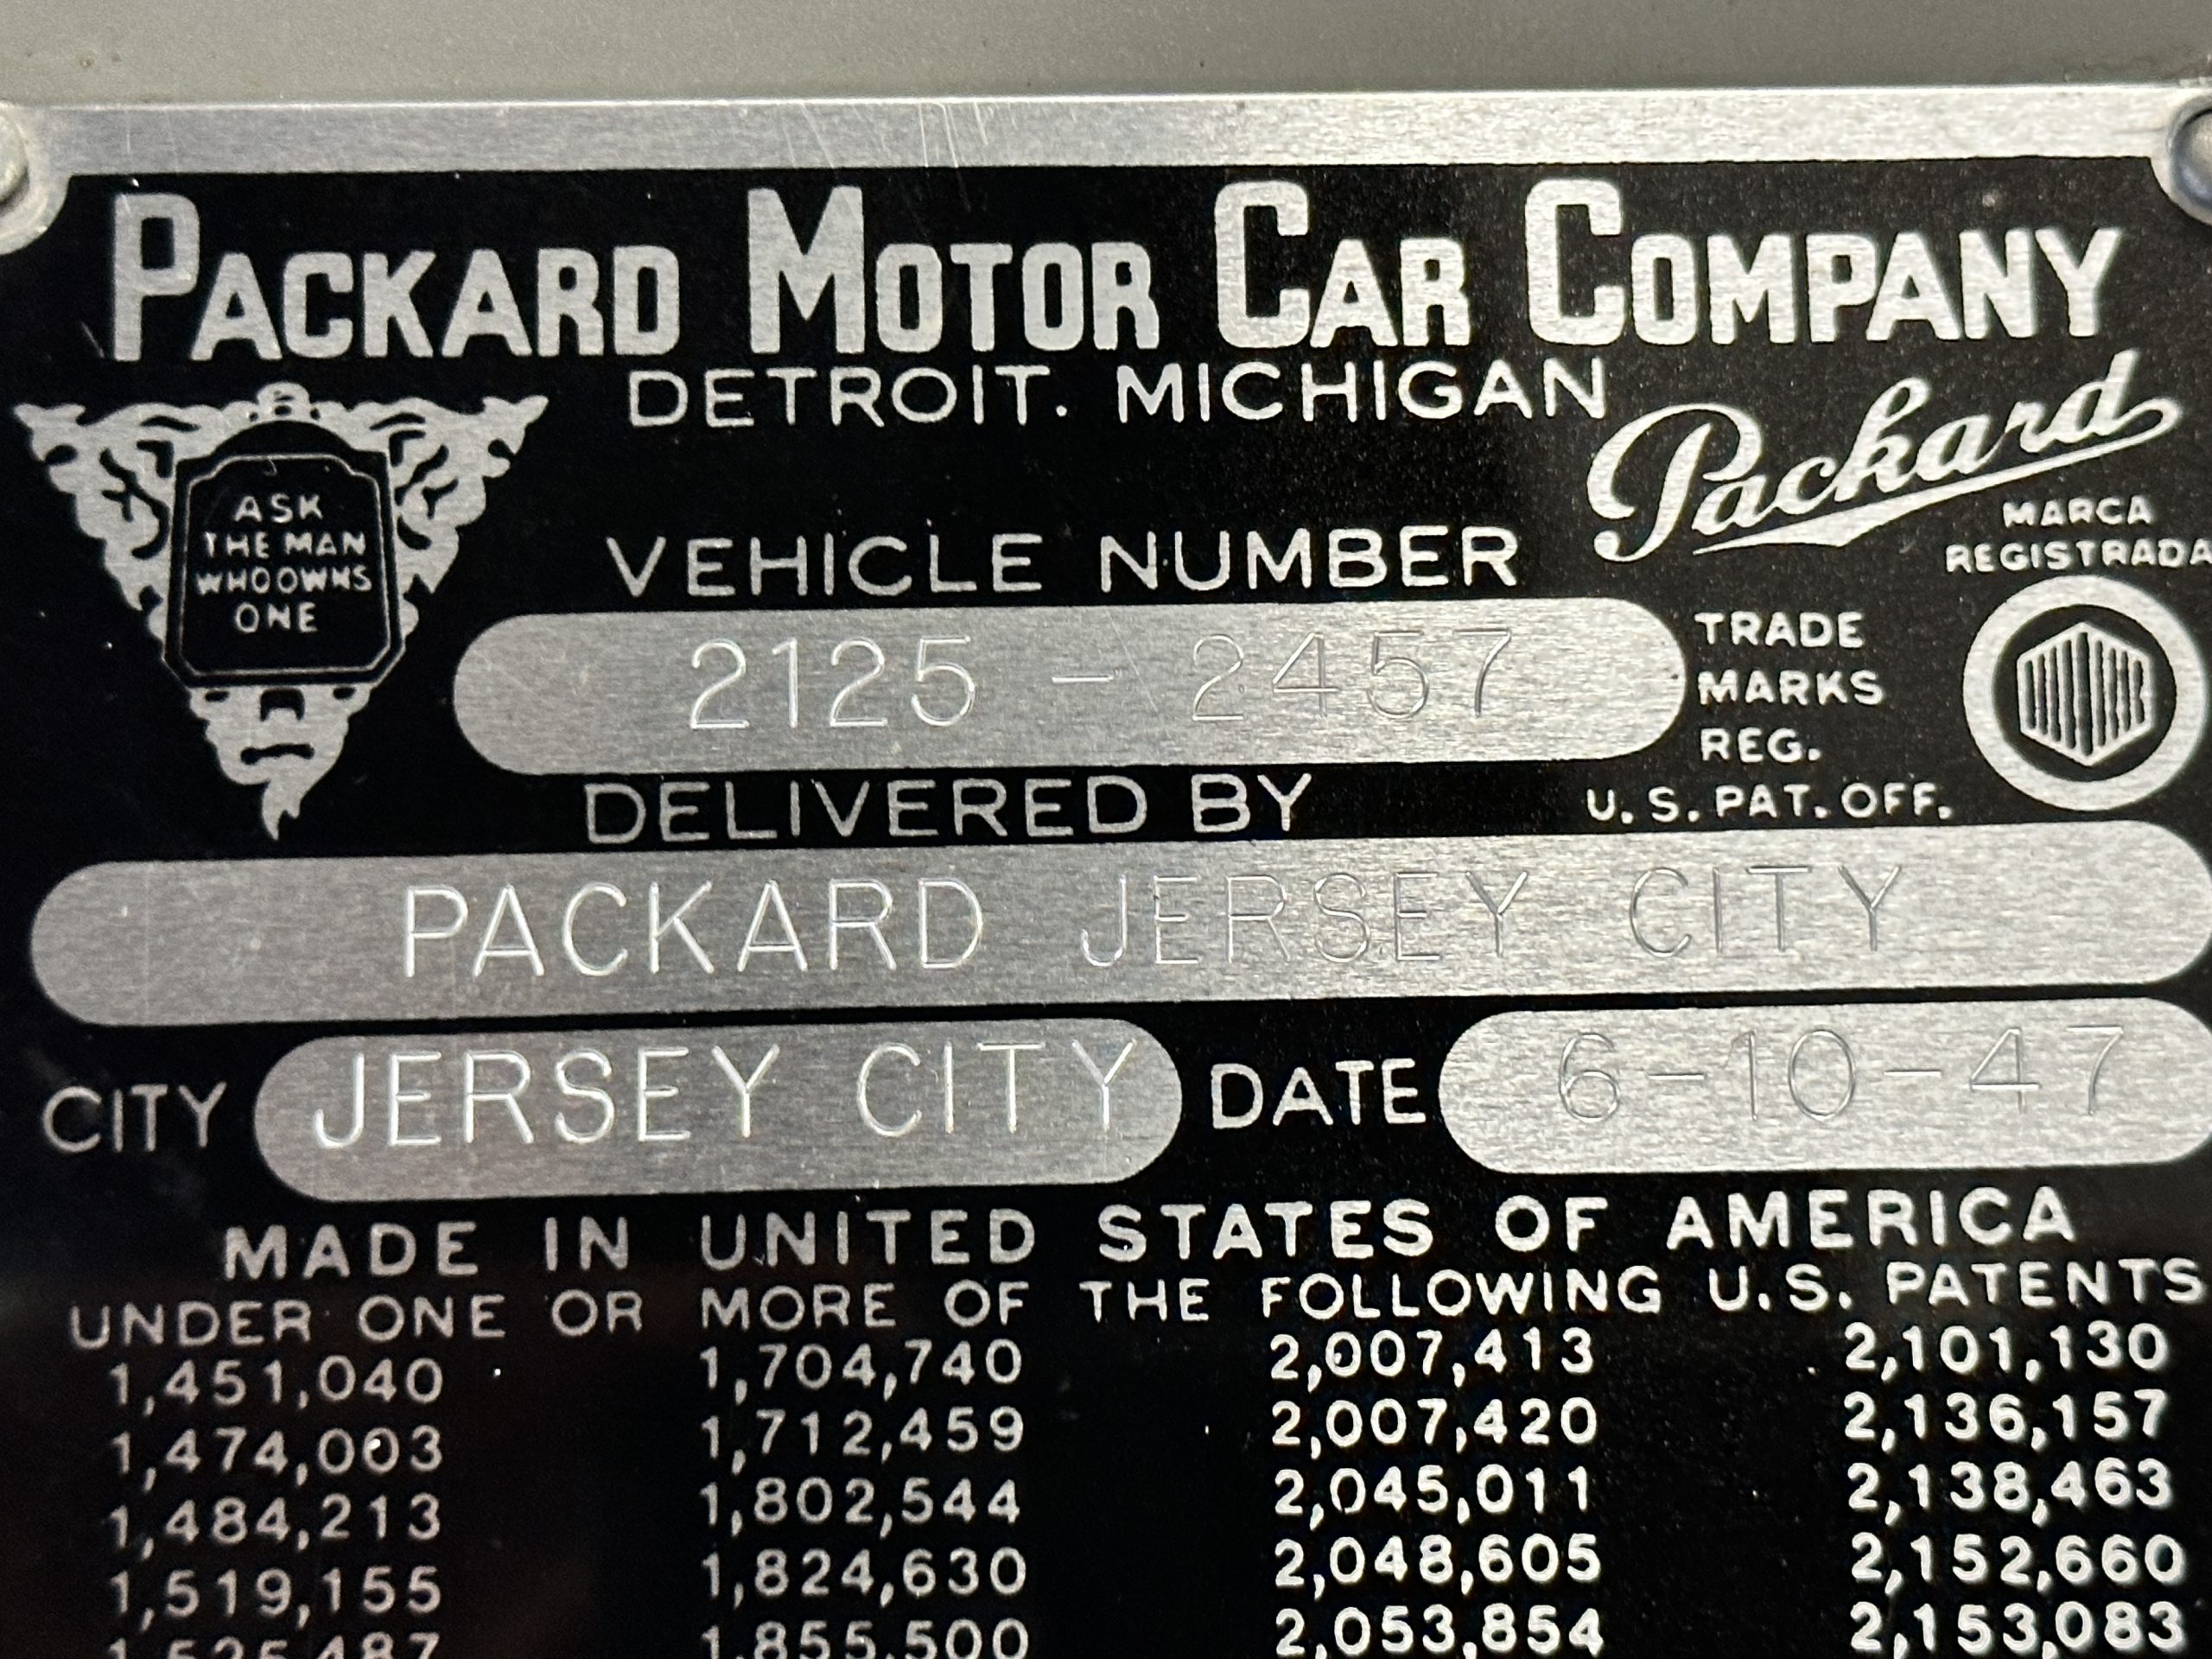 PACKARD MOTOR CAR COMPANY
DETROIT. MICHIGAN
Packard
MARCA
REGISTRADA
ASK
THE MAN
WHO OWNS
ONE
VEHICLE NUMBER
2125 - 2457
TRADE
MARKS
REG.
U.S. PAT. OFF.
DELIVERED BY
PACKARD JERSEY CITY
CITY JERSEY CITY DATE 6-10-47
MADE IN UNITED STATES OF AMERICA
UNDER ONE OR MORE OF THE FOLLOWING U.S. PATENTS
1,451,040 1,704,740 2,007,413 2,101,130
1,474,003 1,712,459 2,007,420 2,136,157
1,484,213 1,802,544 2,045,011 2,138,463
1,519,155 1,824,630 2,048,605 2,152,660
1,525,487 1,855,500 2,053,854 2,153,083